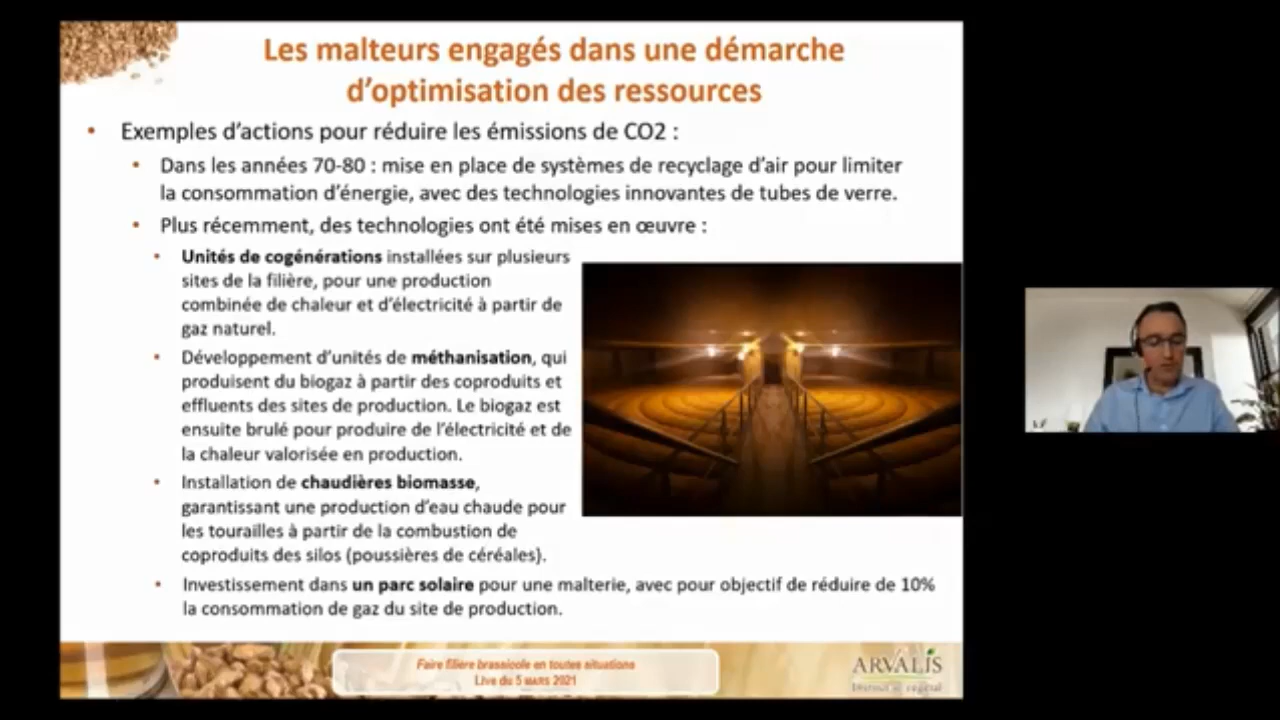 Les malteurs engagés dans une démarche
d'optimisation des ressources
• Exemples d'actions pour réduire les émissions de CO2 :
• Dans les années 70-80 : mise en place de systèmes de recyclage d'air pour limiter
la consommation d'énergie, avec des technologies innovantes de tubes de verre.
• Plus récemment, des technologies ont été mises en œuvre :
• Unités de cogénérations installées sur plusieurs
sites de la filière, pour une production
combinée de chaleur et d'électricité à partir de
gaz naturel.
• Développement d'unités de méthanisation, qui
produisent du biogaz à partir des coproduits et
effluents des sites de production. Le biogaz est
ensuite brulé pour produire de l'électricité et de
la chaleur valorisée en production.
• Installation de chaudières biomasse,
garantissant une production d'eau chaude pour
les tourailles à partir de la combustion de
coproduits des silos (poussières de céréales).
• Investissement dans un parc solaire pour une malterie, avec pour objectif de réduire de 10%
la consommation de gaz du site de production.
Faire filière brassicole en toutes situations
Live du 5 MARS 2021
ARVALIS
Institut du végétal